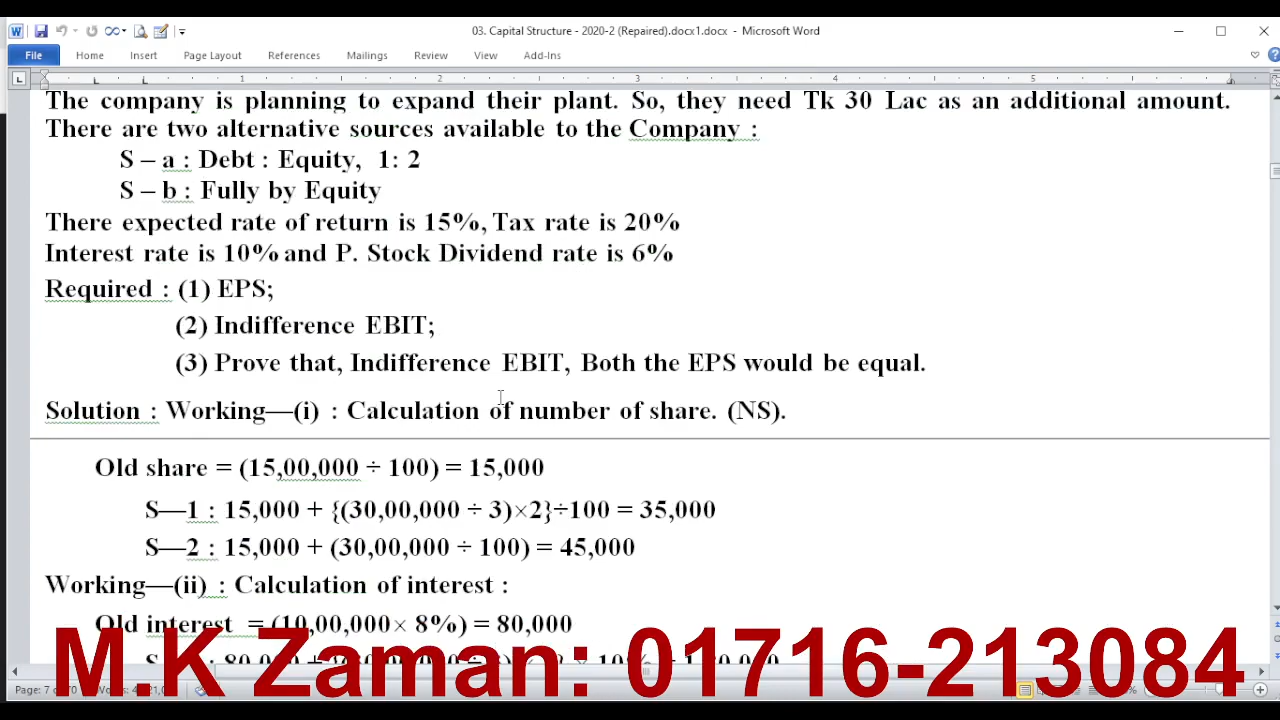 03. Capital Structure - 2020-2 (Repaired).docx1.docx - Microsoft Word
File Home Insert Page Layout References Mailings Review View Add-Ins
1 2 3 4 5
The company is planning to expand their plant. So, they need Tk 30 Lac as an additional amount.
There are two alternative sources available to the Company :
S – a : Debt : Equity, 1: 2
S – b : Fully by Equity
There expected rate of return is 15%, Tax rate is 20%
Interest rate is 10% and P. Stock Dividend rate is 6%
Required : (1) EPS;
(2) Indifference EBIT;
(3) Prove that, Indifference EBIT, Both the EPS would be equal.
Solution : Working—(i) : Calculation of number of share. (NS).
Old share = (15,00,000 ÷ 100) = 15,000
S—1 : 15,000 + {(30,00,000 ÷ 3)×2}÷100 = 35,000
S—2 : 15,000 + (30,00,000 ÷ 100) = 45,000
Working—(ii) : Calculation of interest :
Old interest = (10,00,000× 8%) = 80,000
M.K Zaman: 01716-213084
Page: 7